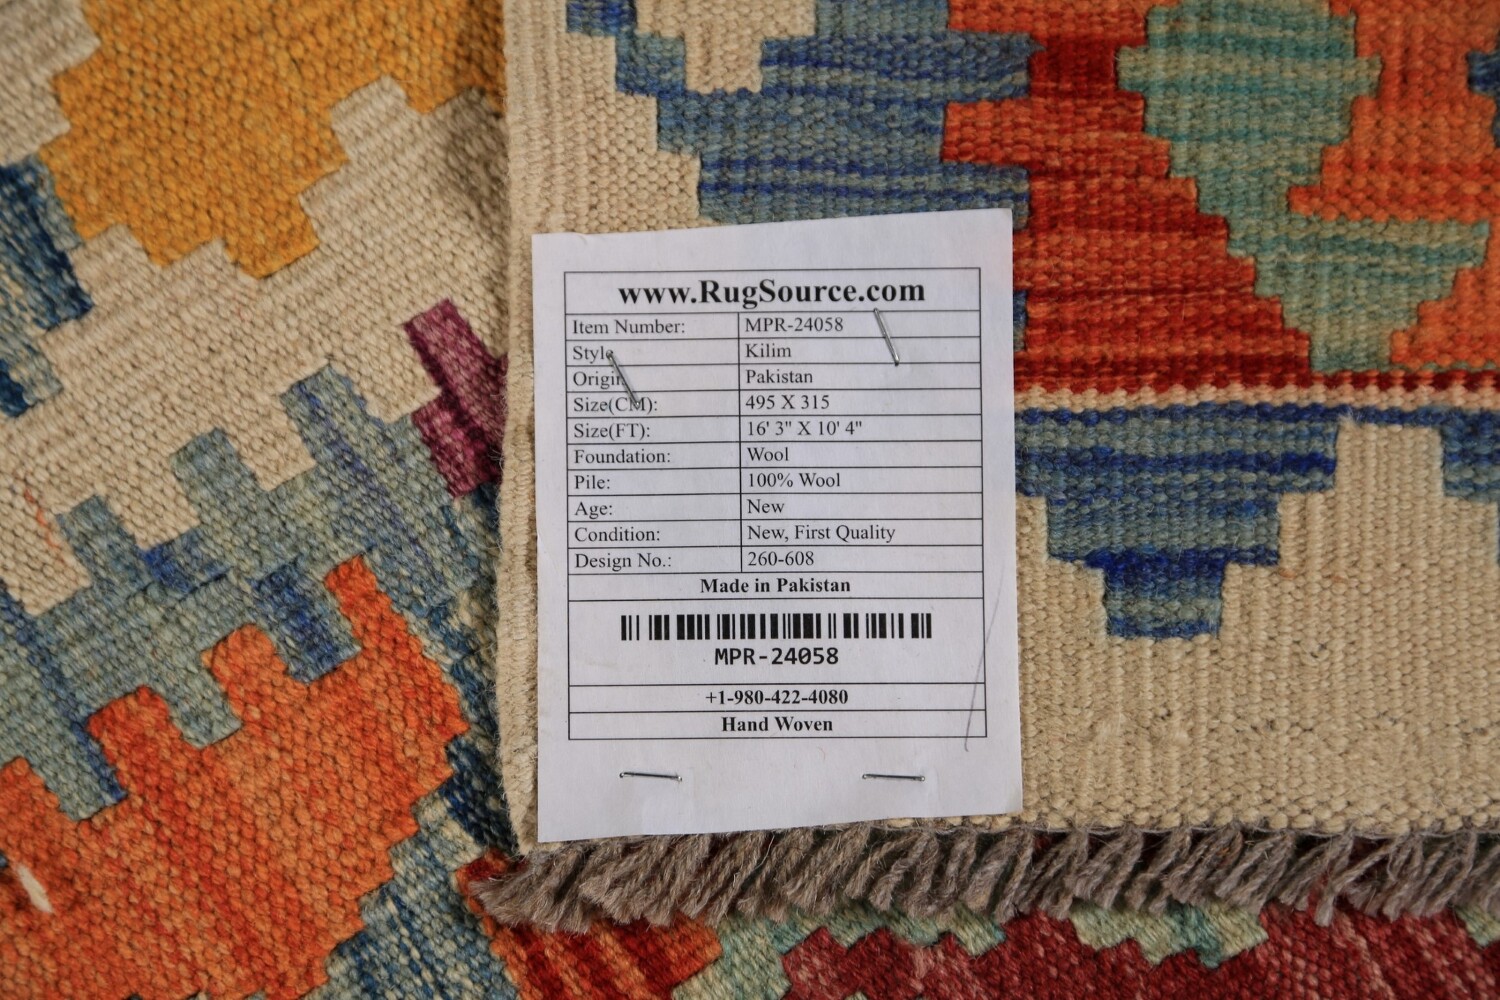 www.RugSource.com
Item Number: MPR-24058
Style Kilim
Origin Pakistan
Size(CM): 495 X 315
Size(FT): 16' 3" X 10' 4"
Foundation: Wool
Pile: 100% Wool
Age: New
Condition: New, First Quality
Design No.: 260-608
Made in Pakistan
MPR-24058
+1-980-422-4080
Hand Woven